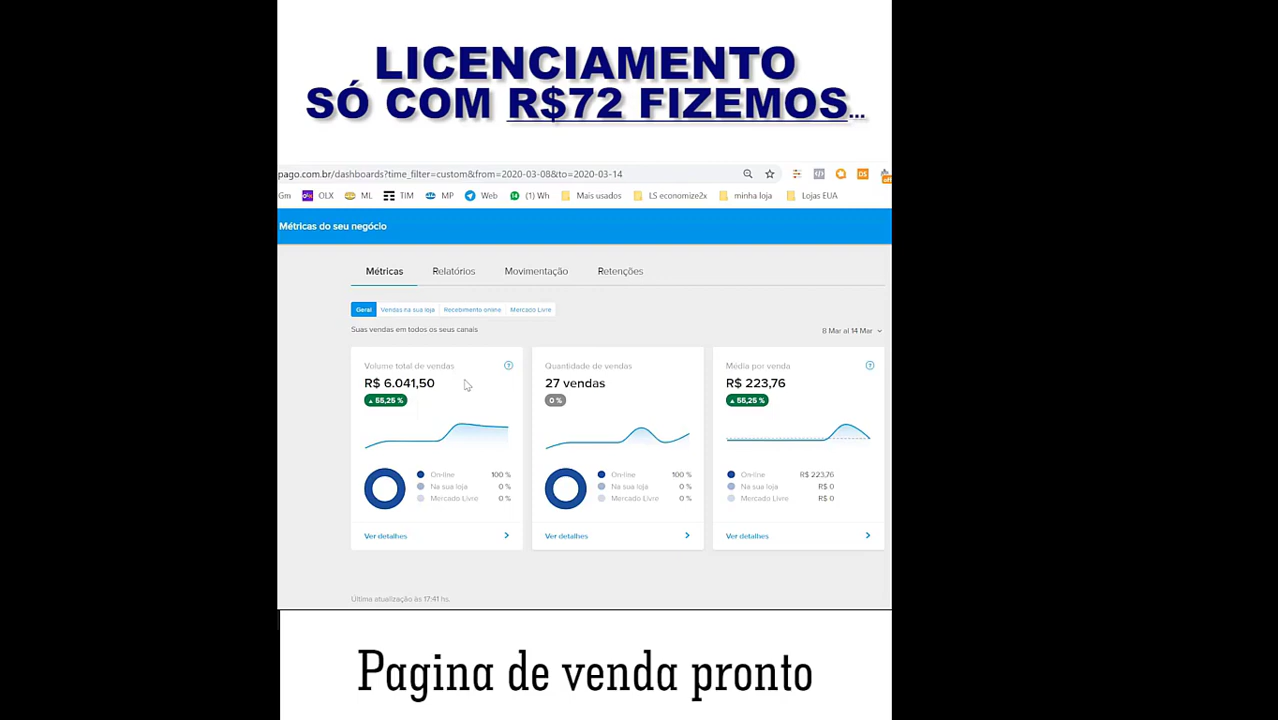 LICENCIAMENTO
SÓ COM R$72 FIZEMOS...
pago.com.br/dashboards?time_filter=custom&from=2020-03-08&to=2020-03-14
Gm OLX ML TIM MP Web (1) Wh Mais usados LS economize2x minha loja Lojas EUA
Métricas do seu negócio
Métricas Relatórios Movimentação Retenções
Geral Vendas na sua loja Recebimento online Mercado Livre
Suas vendas em todos os seus canais
8 Mar al 14 Mar
Volume total de vendas
R$ 6.041,50
55,25 %
On-line 100 %
Na sua loja 0 %
Mercado Livre 0 %
Ver detalhes
Quantidade de vendas
27 vendas
0 %
On-line 100 %
Na sua loja 0 %
Mercado Livre 0 %
Ver detalhes
Média por venda
R$ 223,76
55,25 %
On-line R$ 223,76
Na sua loja R$ 0
Mercado Livre R$ 0
Ver detalhes
Última atualização às 17:41 hs.
Pagina de venda pronto